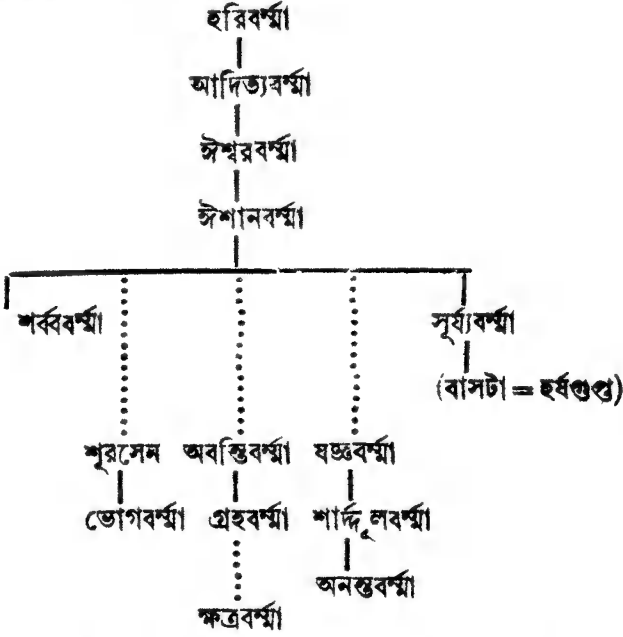 হরিবর্ম্মা
আদিত্যবর্ম্মা
ঈশ্বরবর্ম্মা
ঈশানবর্ম্মা
শর্ব্ববর্ম্মা সূর্য্যবর্ম্মা
(বাসটা = হর্ষগুপ্ত)
শূরসেন অবন্তিবর্ম্মা যজ্ঞবর্ম্মা
ভোগবর্ম্মা গ্রহবর্ম্মা শার্দ্দূলবর্ম্মা
অনন্তবর্ম্মা
ক্ষত্রবর্ম্মা